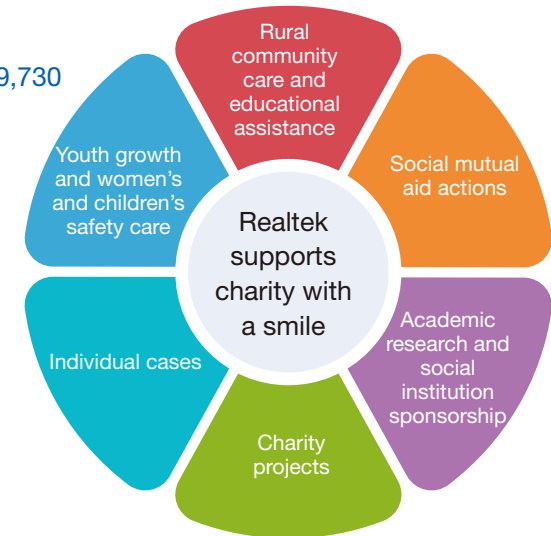 9,730
Rural
community
care and
educational
assistance
Social mutual
aid actions
Academic
research and
social
institution
sponsorship
Charity
projects
Individual cases
Youth growth
and women's
and children's
safety care
Realtek
supports
charity with
a smile